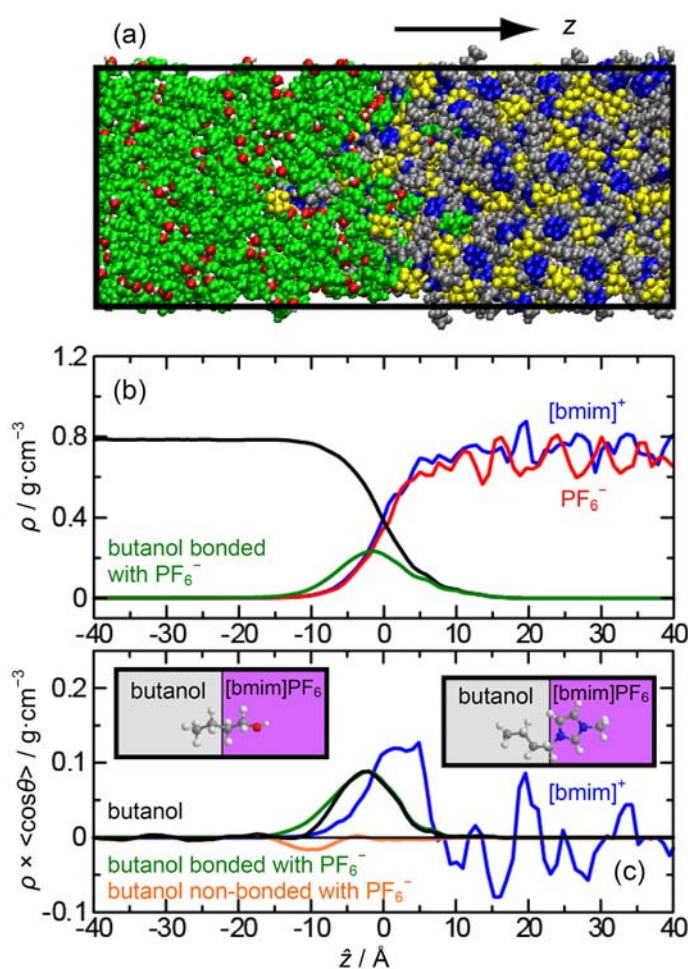 (a)
z
(b)
1.2
0.8
0.4
0
ρ / g·cm⁻³
[bmim]⁺
PF₆⁻
butanol bonded
with PF₆⁻
-40 -30 -20 -10 0 10 20 30 40
0.2
0.1
0
-0.1
ρ × <cosθ> / g·cm⁻³
butanol [bmim]PF₆
butanol [bmim]PF₆
butanol
[bmim]⁺
butanol bonded with PF₆⁻
butanol non-bonded with PF₆⁻
(c)
-40 -30 -20 -10 0 10 20 30 40
ẑ / Å